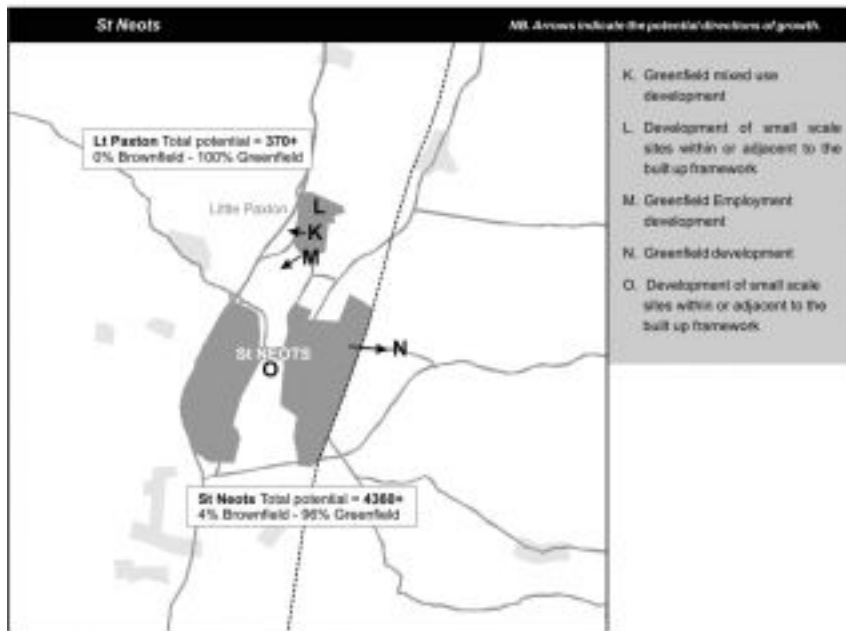 St Neots
NB. Arrows indicate the potential directions of growth.
Lt Paxton Total potential = 370+
0% Brownfield - 100% Greenfield
Little Paxton
L
K
M
St NEOTS
N
O
St Neots Total potential = 4360+
4% Brownfield - 96% Greenfield
K. Greenfield mixed use
development
L. Development of small scale
sites within or adjacent to the
built up framework
M. Greenfield Employment
development
N. Greenfield development
O. Development of small scale
sites within or adjacent to the
built up framework